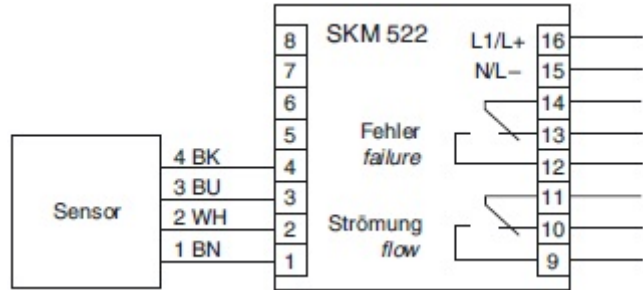 SKM 522
8
7
6
5
4
3
2
1
L1/L+ 16
N/L– 15
14
13
12
11
10
9
Fehler
failure
Strömung
flow
Sensor
4 BK
3 BU
2 WH
1 BN